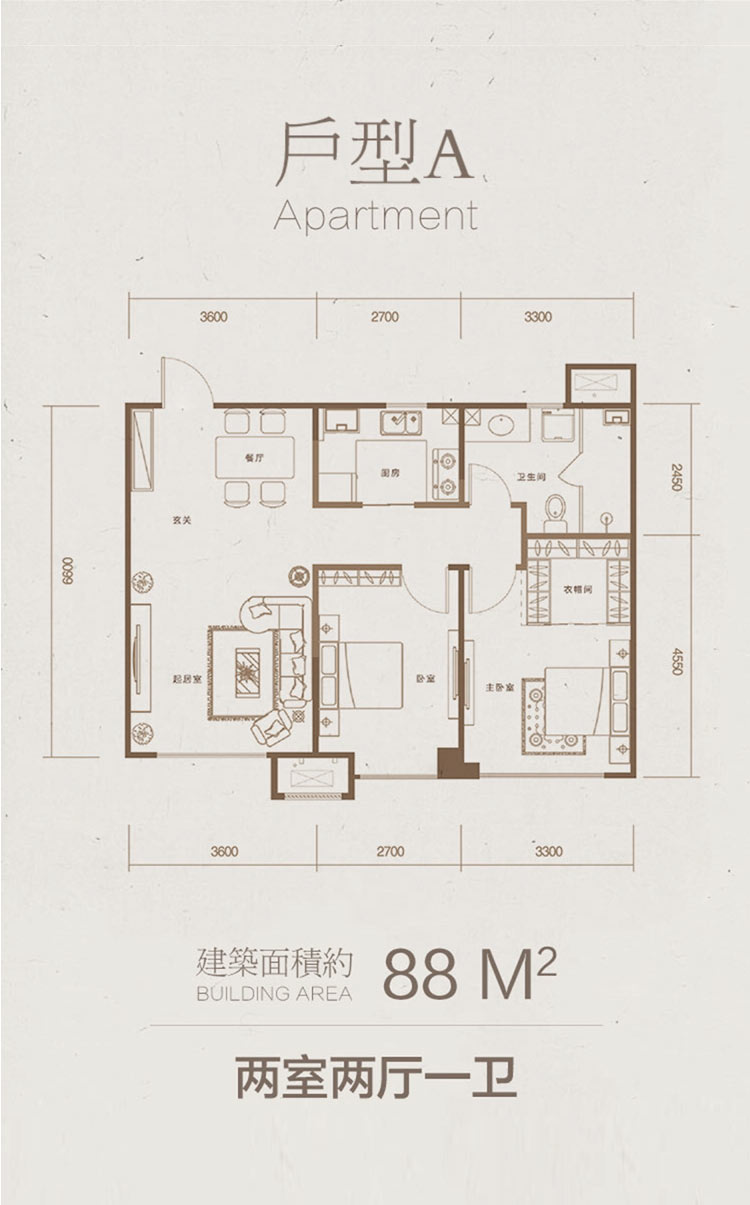 戶型A
Apartment
3600 2700 3300
餐厅
厨房
卫生间
玄关
衣帽间
起居室
卧室
主卧室
6600
2450
4550
3600 2700 3300
建築面積約 88 M²
BUILDING AREA
两室两厅一卫